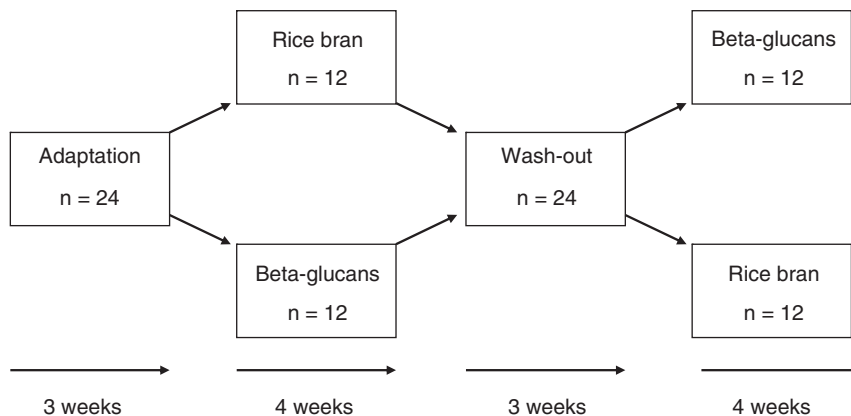 Rice bran
n = 12
Beta-glucans
n = 12
Adaptation
n = 24
Wash-out
n = 24
Beta-glucans
n = 12
Rice bran
n = 12
3 weeks
4 weeks
3 weeks
4 weeks